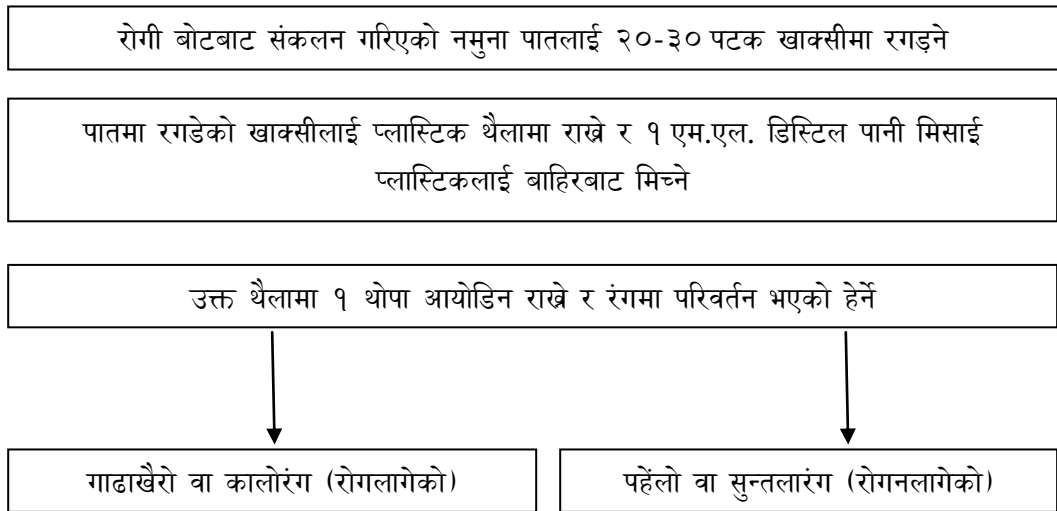 रोगी बोटबाट संकलन गरिएको नमुना पातलाई २०-३० पटक खाक्सीमा रगड्ने
पातमा रगडेको खाक्सीलाई प्लास्टिक थैलामा राख्ने र १ एम.एल. डिस्टिल पानी मिसाई
प्लास्टिकलाई बाहिरबाट मिच्ने
उक्त थैलामा १ थोपा आयोडिन राख्ने र रंगमा परिवर्तन भएको हेर्ने
गाढाखैरो वा कालोरंग (रोगलागेको)
पहेंलो वा सुन्तलारंग (रोगनलागेको)